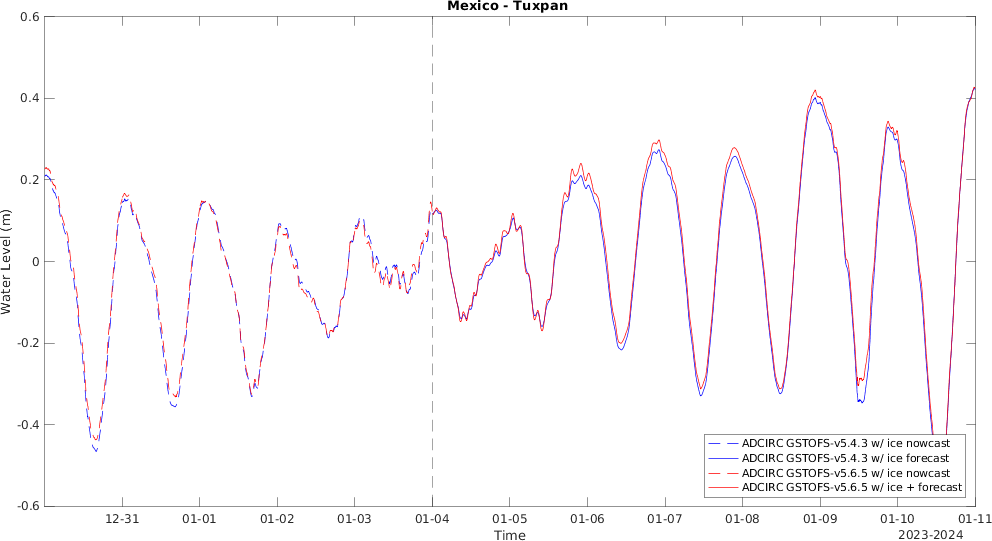 Mexico - Tuxpan
0.6
0.4
0.2
0
-0.2
-0.4
-0.6
Water Level (m)
ADCIRC GSTOFS-v5.4.3 w/ ice nowcast
ADCIRC GSTOFS-v5.4.3 w/ ice forecast
ADCIRC GSTOFS-v5.6.5 w/ ice nowcast
ADCIRC GSTOFS-v5.6.5 w/ ice + forecast
12-31 01-01 01-02 01-03 01-04 01-05 01-06 01-07 01-08 01-09 01-10 01-11
Time
2023-2024